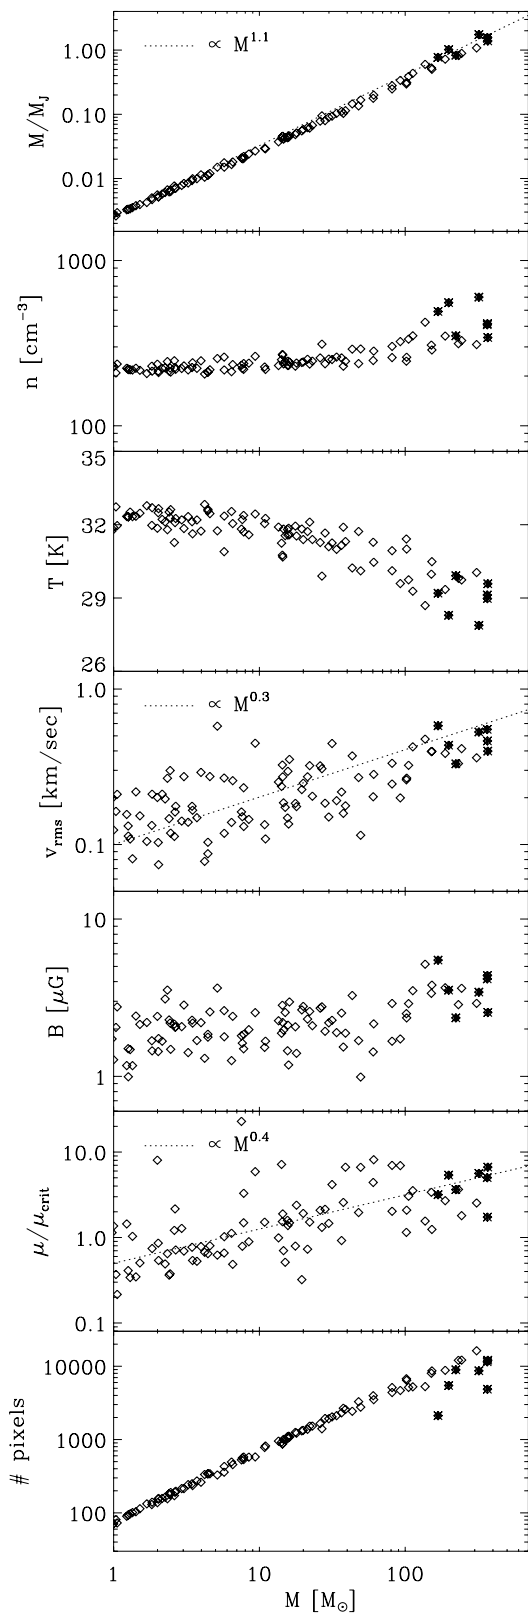 ∝ M^1.1
1.00
0.10
0.01
M/M_J
1000
100
n [cm^−3]
35
32
29
26
T [K]
∝ M^0.3
1.0
0.1
v_rms [km/sec]
10
1
B [μG]
∝ M^0.4
10.0
1.0
0.1
μ/μ_crit
10000
1000
100
# pixels
1 10 100
M [M_⊙]